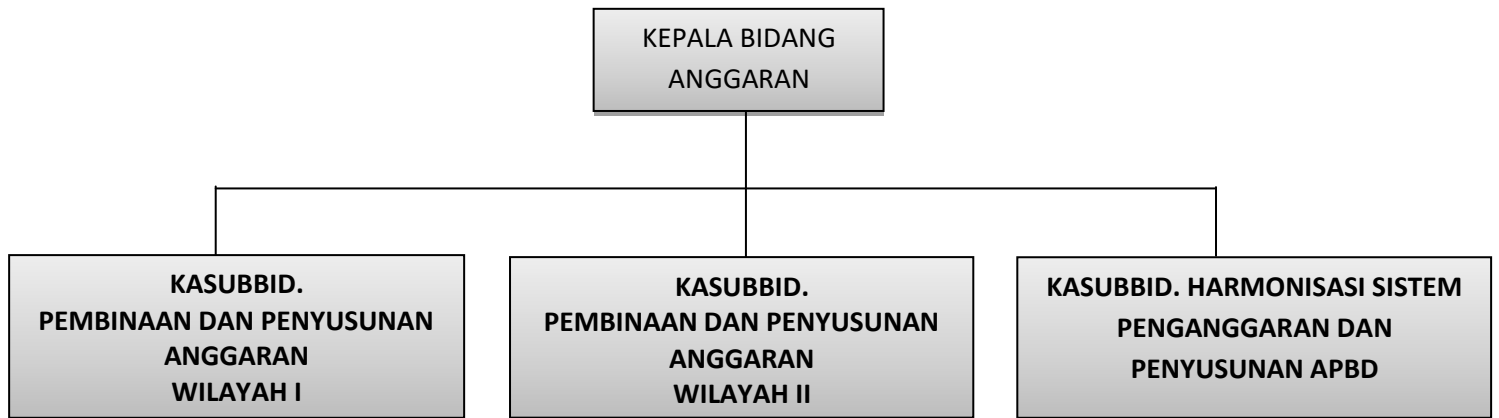 KEPALA BIDANG
ANGGARAN
KASUBBID.
PEMBINAAN DAN PENYUSUNAN
ANGGARAN
WILAYAH I
KASUBBID.
PEMBINAAN DAN PENYUSUNAN
ANGGARAN
WILAYAH II
KASUBBID. HARMONISASI SISTEM
PENGANGGARAN DAN
PENYUSUNAN APBD